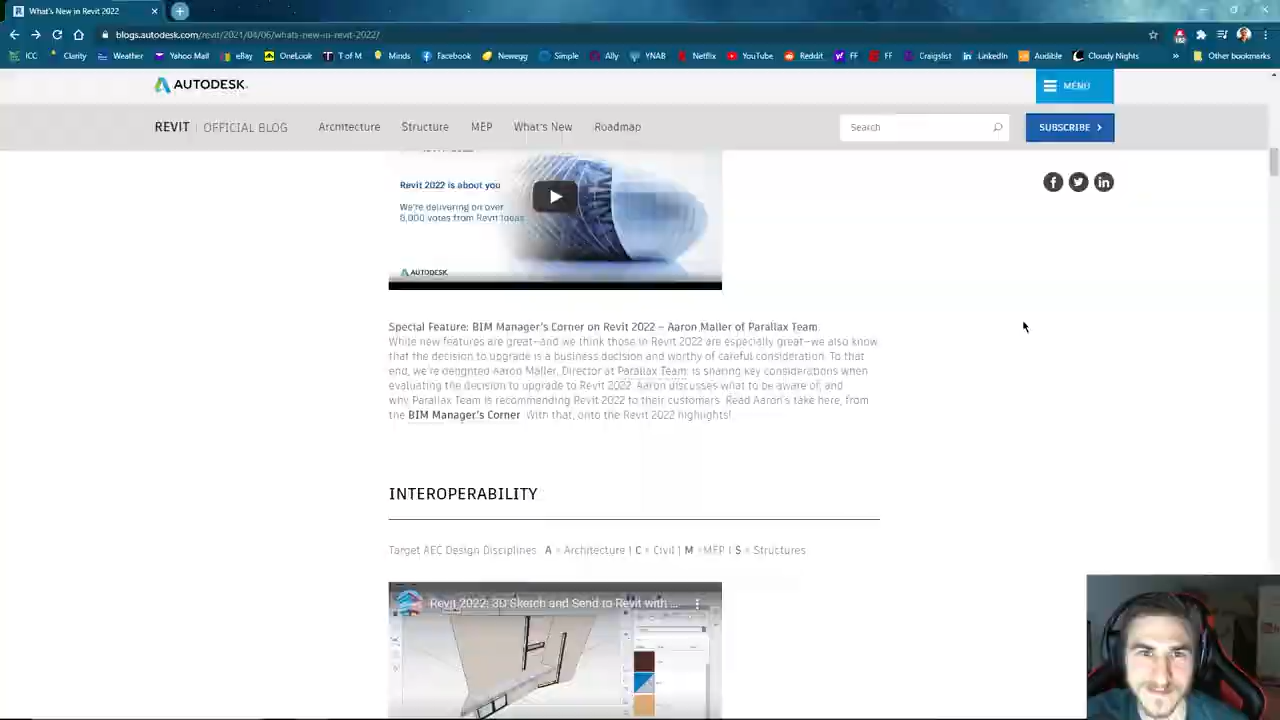 What's New in Revit 2022
blogs.autodesk.com/revit/2021/04/06/whats-new-in-revit-2022/
ICC Clarity Weather Yahoo Mail eBay OneLook T of M Minds Facebook Newegg Simple Ally YNAB Netflix YouTube Reddit FF FF Craigslist LinkedIn Audible Cloudy Nights » Other bookmarks
AUTODESK
MENU
REVIT | OFFICIAL BLOG Architecture Structure MEP What's New Roadmap Search SUBSCRIBE
Revit 2022 is about you
We're delivering on over
8,000 votes from Revit Ideas
AUTODESK
Special Feature: BIM Manager's Corner on Revit 2022 – Aaron Maller of Parallax Team.
While new features are great—and we think those in Revit 2022 are especially great—we also know
that the decision to upgrade is a business decision and worthy of careful consideration. To that
end, we're delighted Aaron Maller, Director at Parallax Team, is sharing key considerations when
evaluating the decision to upgrade to Revit 2022. Aaron discusses what to be aware of, and
why Parallax Team is recommending Revit 2022 to their customers. Read Aaron's take here, from
the BIM Manager's Corner. With that, onto the Revit 2022 highlights!
INTEROPERABILITY
Target AEC Design Disciplines: A = Architecture | C = Civil | M =MEP | S = Structures
Revit 2022: 3D Sketch and Send to Revit with ...